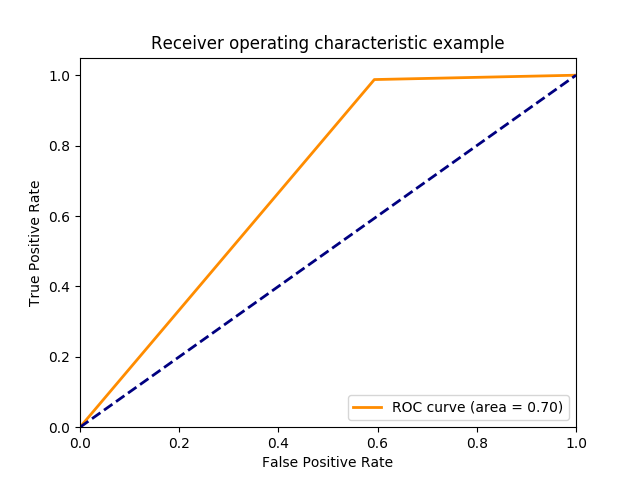 Receiver operating characteristic example
1.0
0.8
0.6
0.4
0.2
0.0
True Positive Rate
ROC curve (area = 0.70)
0.0 0.2 0.4 0.6 0.8 1.0
False Positive Rate